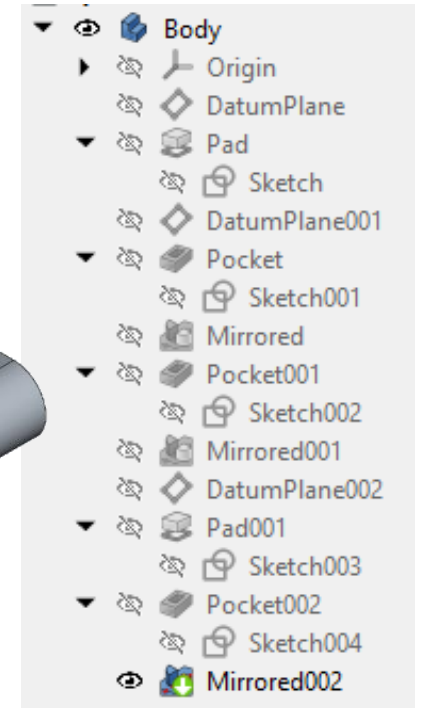 Body
Origin
DatumPlane
Pad
Sketch
DatumPlane001
Pocket
Sketch001
Mirrored
Pocket001
Sketch002
Mirrored001
DatumPlane002
Pad001
Sketch003
Pocket002
Sketch004
Mirrored002